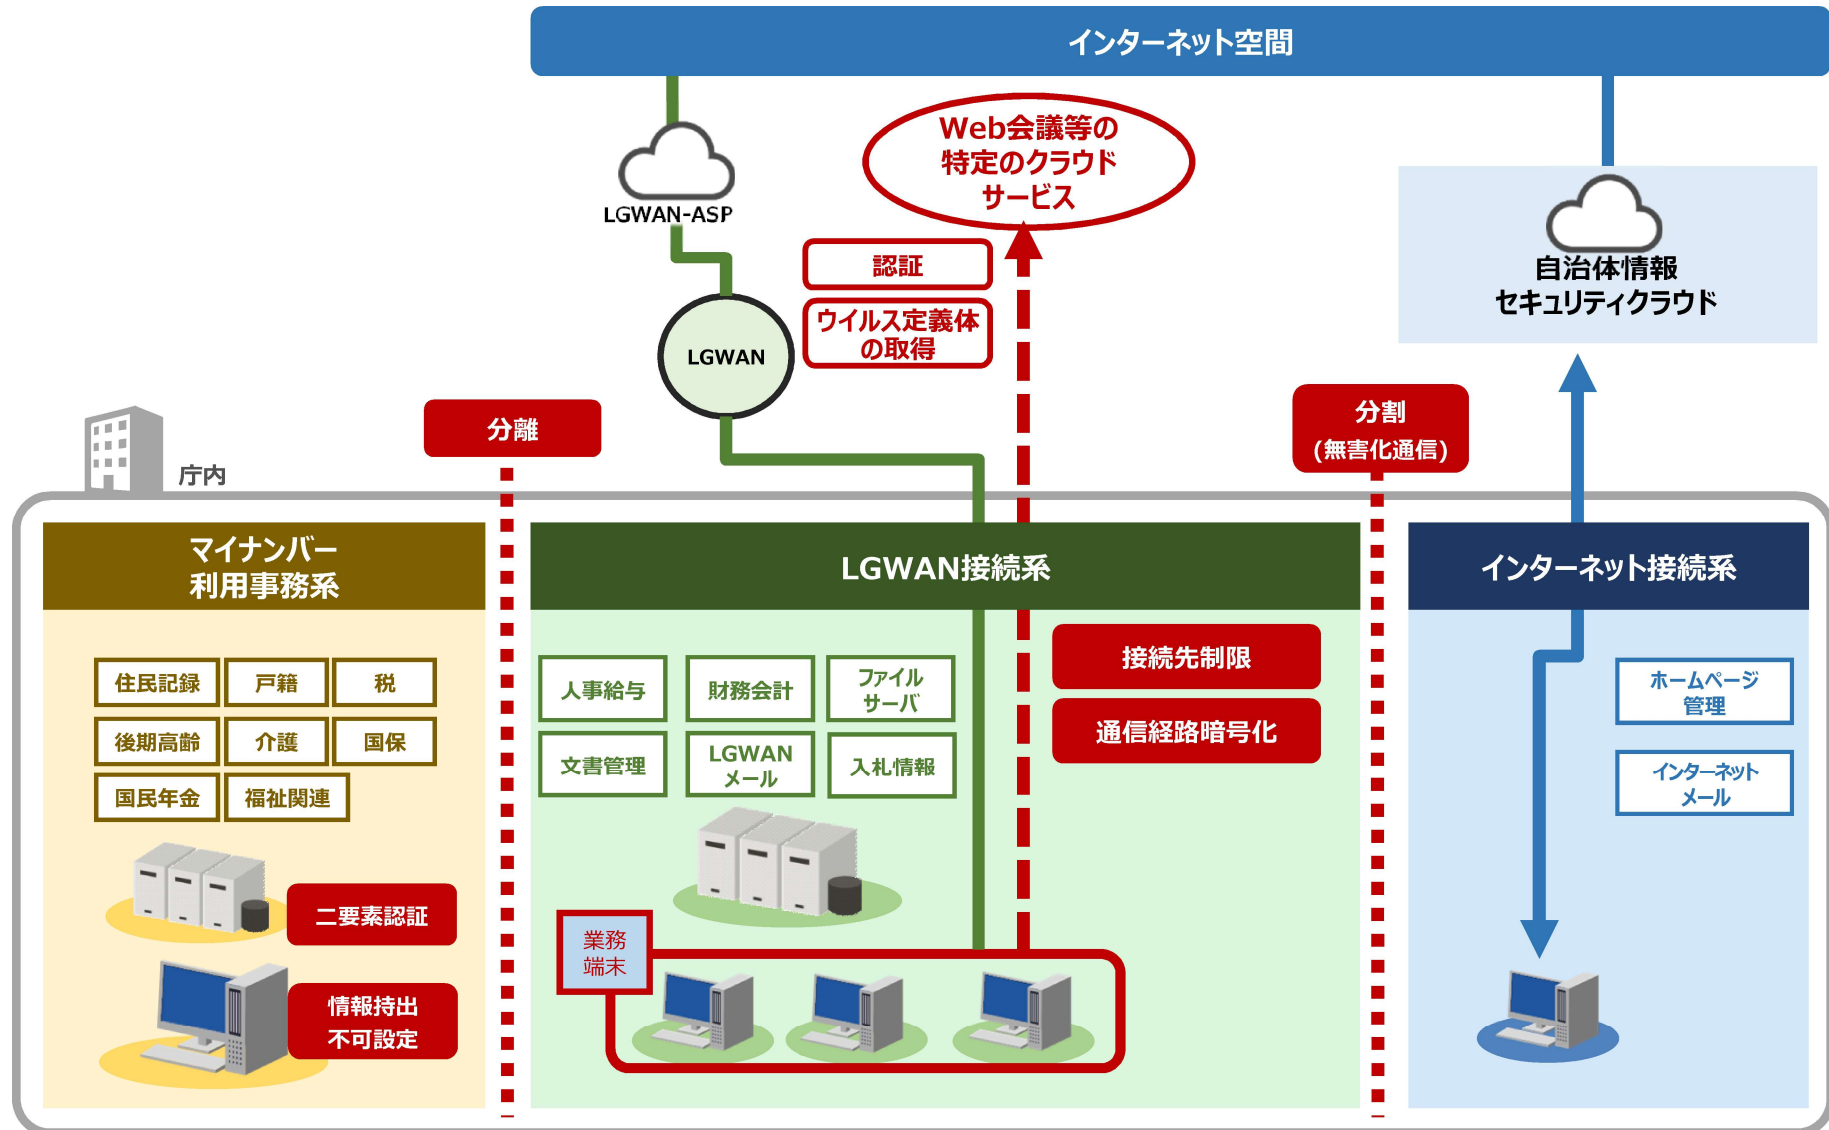 インターネット空間
Web会議等の
特定のクラウド
サービス
LGWAN-ASP
認証
ウイルス定義体
の取得
LGWAN
自治体情報
セキュリティクラウド
分離
分割
(無害化通信)
庁内
マイナンバー
利用事務系
住民記録
戸籍
税
後期高齢
介護
国保
国民年金
福祉関連
二要素認証
情報持出
不可設定
LGWAN接続系
人事給与
財務会計
ファイル
サーバ
文書管理
LGWAN
メール
入札情報
接続先制限
通信経路暗号化
業務
端末
インターネット接続系
ホームページ
管理
インターネット
メール